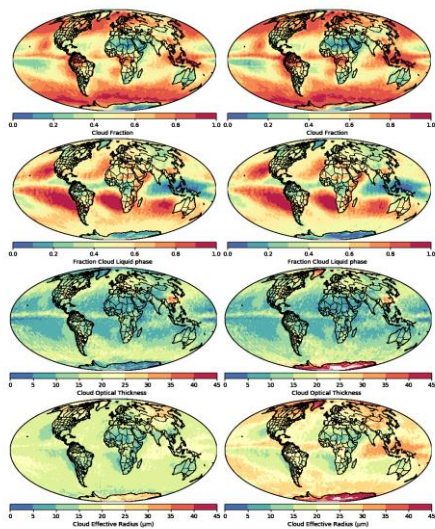 0.0 0.2 0.4 0.6 0.8 1.0 0.0 0.2 0.4 0.6 0.8 1.0
Cloud Fraction Cloud Fraction
0.0 0.2 0.4 0.6 0.8 1.0 0.0 0.2 0.4 0.6 0.8 1.0
Fraction Cloud Liquid phase Fraction Cloud Liquid phase
0 5 10 15 20 25 30 35 40 45 0 5 10 15 20 25 30 35 40 45
Cloud Optical Thickness Cloud Optical Thickness
0 5 10 15 20 25 30 35 40 45 0 5 10 15 20 25 30 35 40 45
Cloud Effective Radius (μm) Cloud Effective Radius (μm)